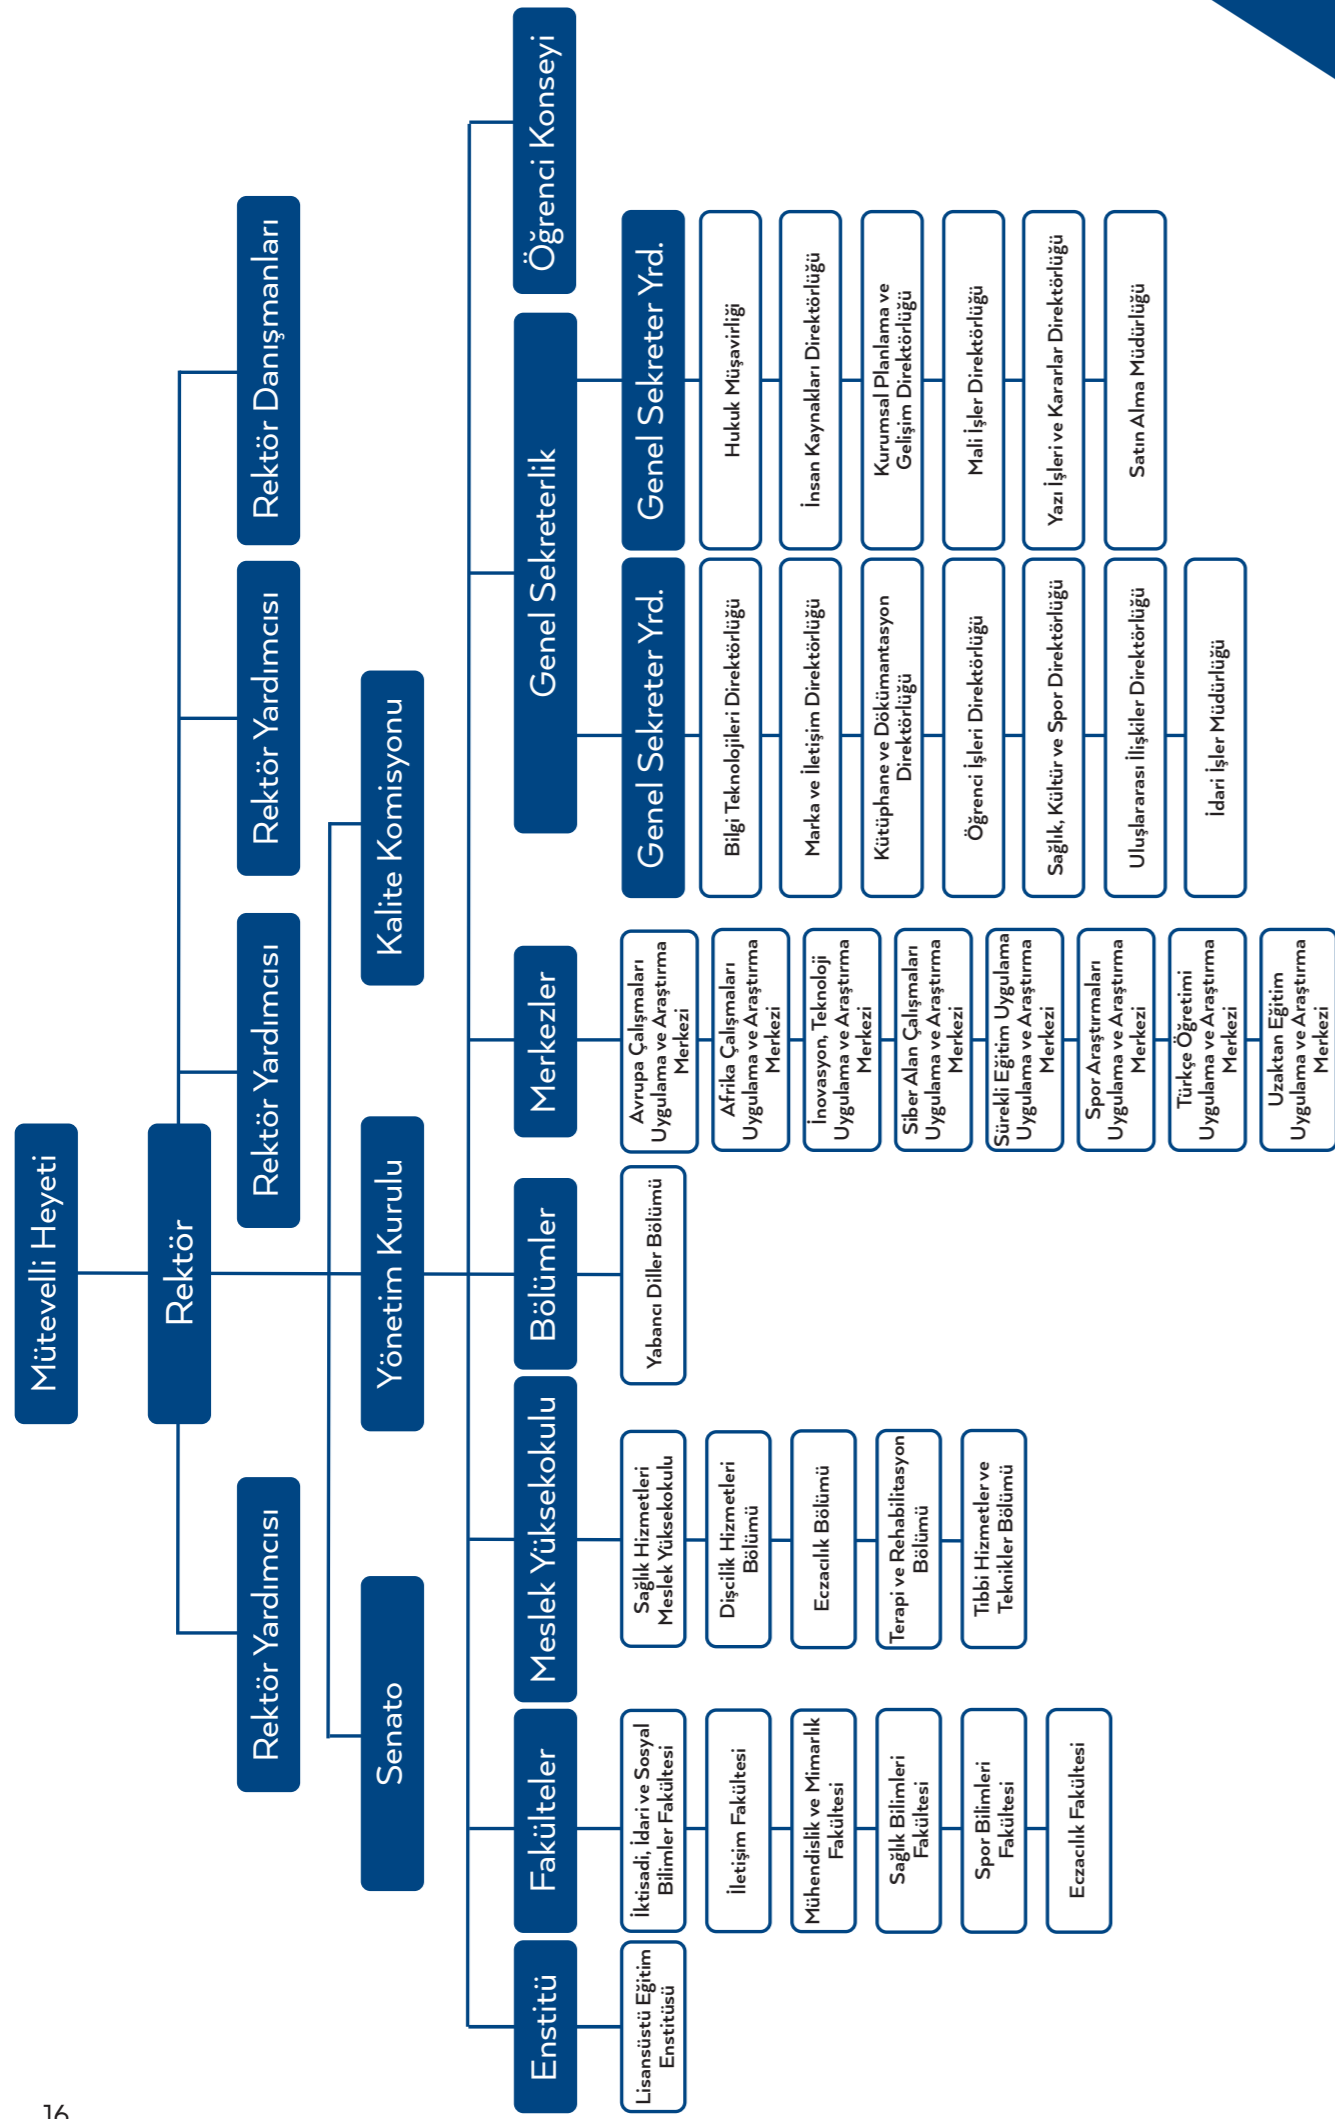 Mütevelli Heyeti
Rektör
Rektör Yardımcısı
Rektör Yardımcısı
Rektör Yardımcısı
Rektör Danışmanları
Senato
Yönetim Kurulu
Kalite Komisyonu
Enstitü
Fakülteler
Meslek Yüksekokulu
Bölümler
Merkezler
Genel Sekreterlik
Öğrenci Konseyi
Lisansüstü Eğitim
Enstitüsü
İktisadi, İdari ve Sosyal
Bilimler Fakültesi
İletişim Fakültesi
Mühendislik ve Mimarlık
Fakültesi
Sağlık Bilimleri
Fakültesi
Spor Bilimleri
Fakültesi
Eczacılık Fakültesi
Sağlık Hizmetleri
Meslek Yüksekokulu
Dişcilik Hizmetleri
Bölümü
Eczacılık Bölümü
Terapi ve Rehabilitasyon
Bölümü
Tıbbi Hizmetler ve
Teknikler Bölümü
Yabancı Diller Bölümü
Avrupa Çalışmaları
Uygulama ve Araştırma
Merkezi
Afrika Çalışmaları
Uygulama ve Araştırma
Merkezi
İnovasyon, Teknoloji
Uygulama ve Araştırma
Merkezi
Siber Alan Çalışmaları
Uygulama ve Araştırma
Merkezi
Sürekli Eğitim Uygulama
Uygulama ve Araştırma
Merkezi
Spor Araştırmaları
Uygulama ve Araştırma
Merkezi
Türkçe Öğretimi
Uygulama ve Araştırma
Merkezi
Uzaktan Eğitim
Uygulama ve Araştırma
Merkezi
Genel Sekreter Yrd.
Bilgi Teknolojileri Direktörlüğü
Marka ve İletişim Direktörlüğü
Kütüphane ve Dökümantasyon
Direktörlüğü
Öğrenci İşleri Direktörlüğü
Sağlık, Kültür ve Spor Direktörlüğü
Uluşlararası İlişkiler Direktörlüğü
İdari İşler Müdürlüğü
Genel Sekreter Yrd.
Hukuk Müşavirliği
İnsan Kaynakları Direktörlüğü
Kurumsal Planlama ve
Gelişim Direktörlüğü
Mali İşler Direktörlüğü
Yazı İşleri ve Kararlar Direktörlüğü
Satın Alma Müdürlüğü
16